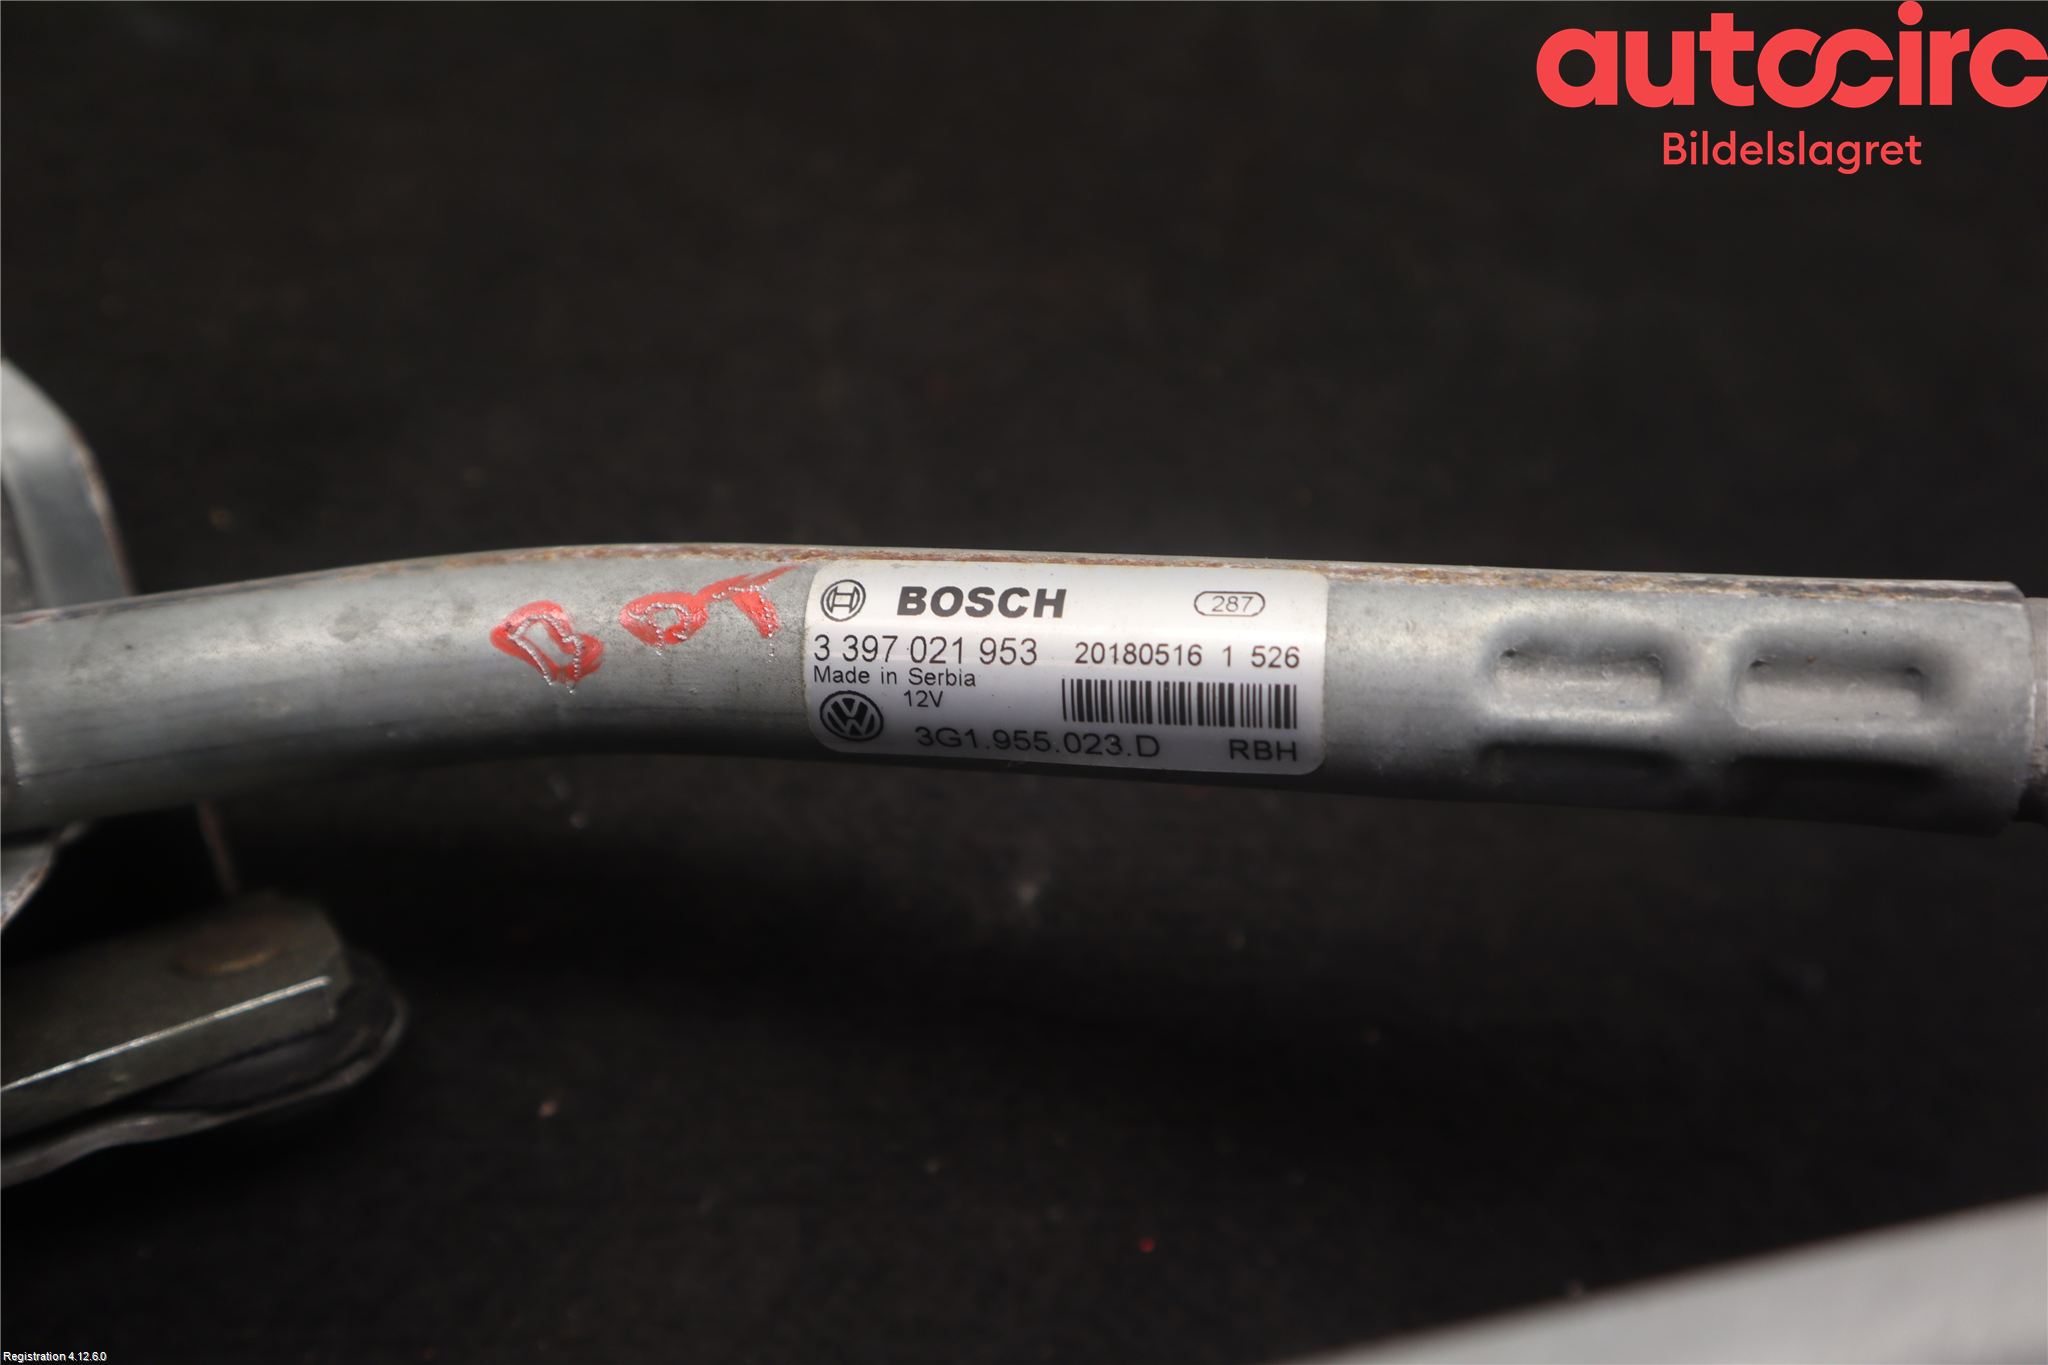 autocirc
Bildelslagret
BOSCH 287
3 397 021 953 20180516 1 526
Made in Serbia
12V
3G1.955.023.D RBH
Registration 4.12.6.0